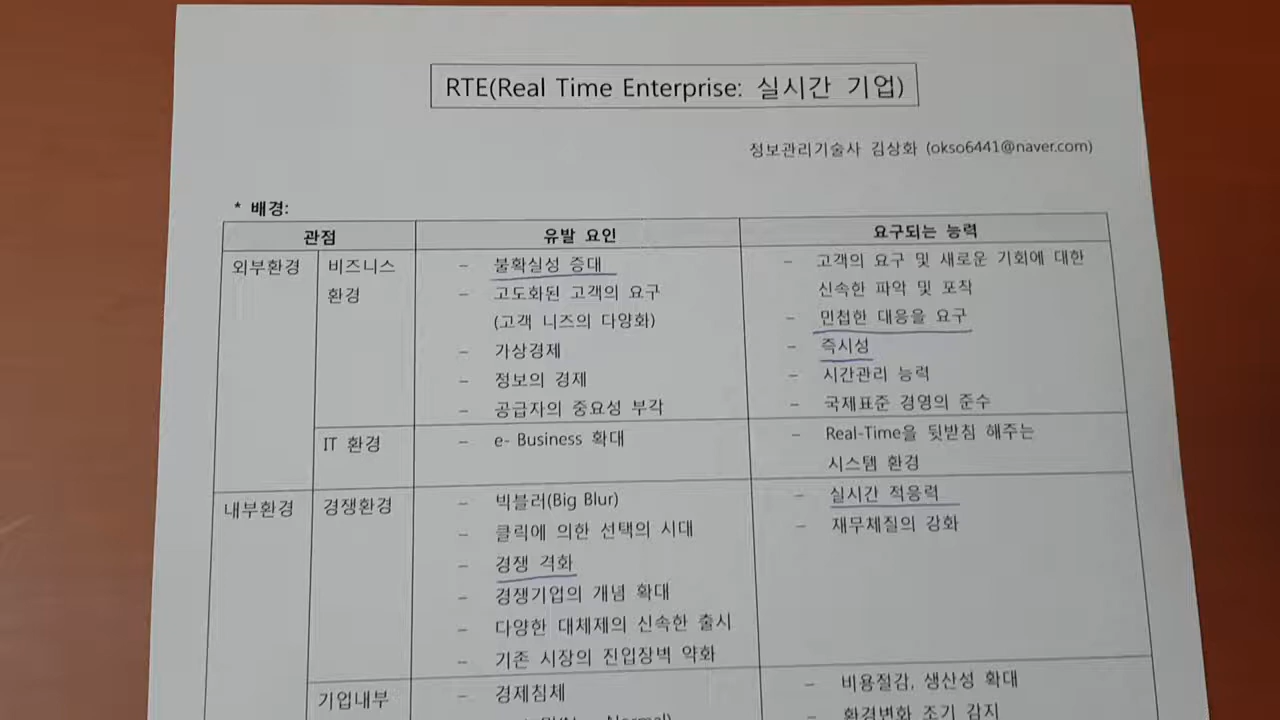 RTE(Real Time Enterprise: 실시간 기업)
정보관리기술사 김상화 (okso6441@naver.com)
* 배경:
관점 유발 요인 요구되는 능력
외부환경 비즈니스 환경
- 불확실성 증대
- 고도화된 고객의 요구
(고객 니즈의 다양화)
- 가상경제
- 정보의 경제
- 공급자의 중요성 부각
- 고객의 요구 및 새로운 기회에 대한
신속한 파악 및 포착
- 민첩한 대응을 요구
- 즉시성
- 시간관리 능력
- 국제표준 경영의 준수
IT 환경
- e- Business 확대
- Real-Time을 뒷받침 해주는
시스템 환경
내부환경 경쟁환경
- 빅블러(Big Blur)
- 클릭에 의한 선택의 시대
- 경쟁 격화
- 경쟁기업의 개념 확대
- 다양한 대체제의 신속한 출시
- 기존 시장의 진입장벽 약화
- 실시간 적응력
- 재무체질의 강화
기업내부
- 경제침체
- 비용절감, 생산성 확대
- 환경변화 조기 감지